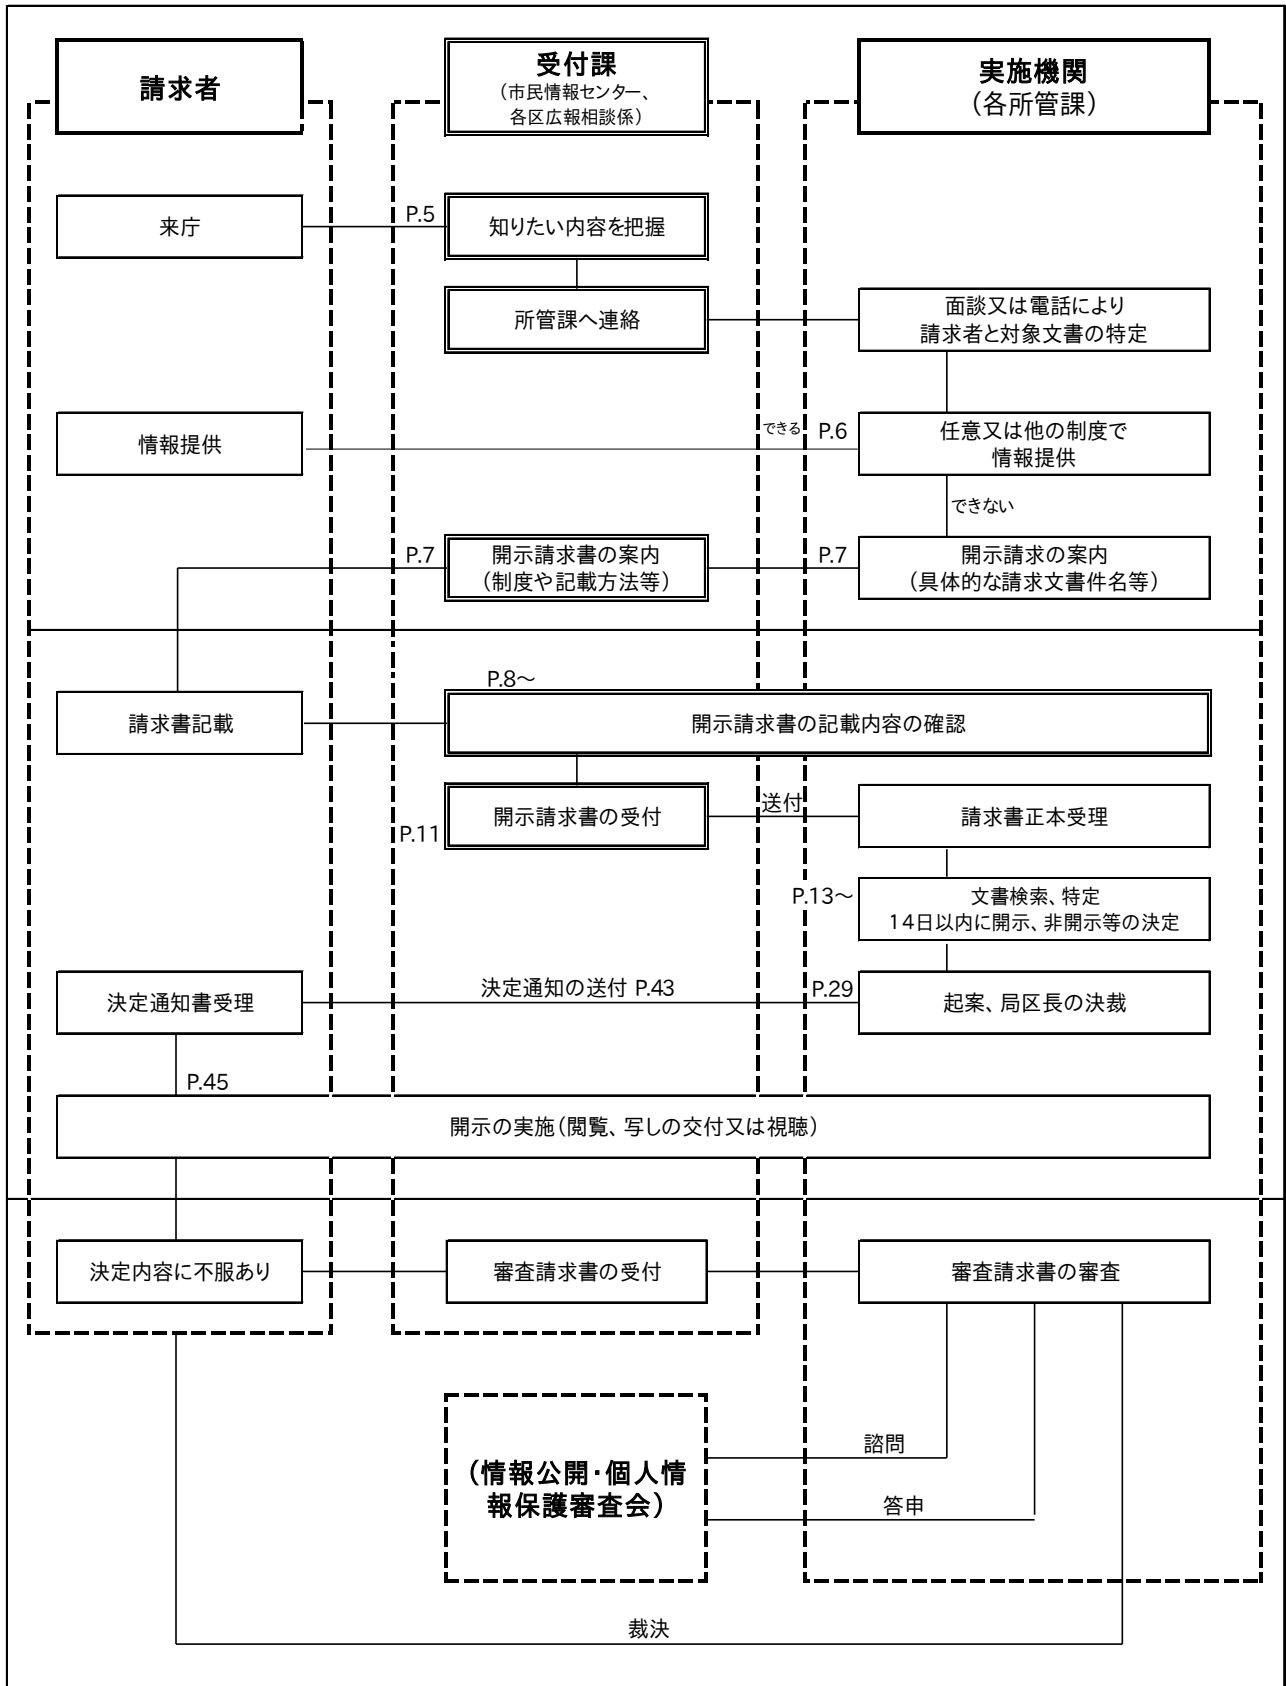 請求者
受付課
（市民情報センター、
各区広報相談係）
実施機関
（各所管課）
来庁
P.5
知りたい内容を把握
所管課へ連絡
面談又は電話により
請求者と対象文書の特定
情報提供
できる
P.6
任意又は他の制度で
情報提供
できない
P.7
開示請求書の案内
（制度や記載方法等）
P.7
開示請求の案内
（具体的な請求文書件名等）
P.8～
請求書記載
開示請求書の記載内容の確認
P.11
開示請求書の受付
送付
請求書正本受理
P.13～
文書検索、特定
14日以内に開示、非開示等の決定
決定通知書受理
決定通知の送付 P.43
P.29
起案、局区長の決裁
P.45
開示の実施（閲覧、写しの交付又は視聴）
決定内容に不服あり
審査請求書の受付
審査請求書の審査
諮問
（情報公開・個人情
報保護審査会）
答申
裁決